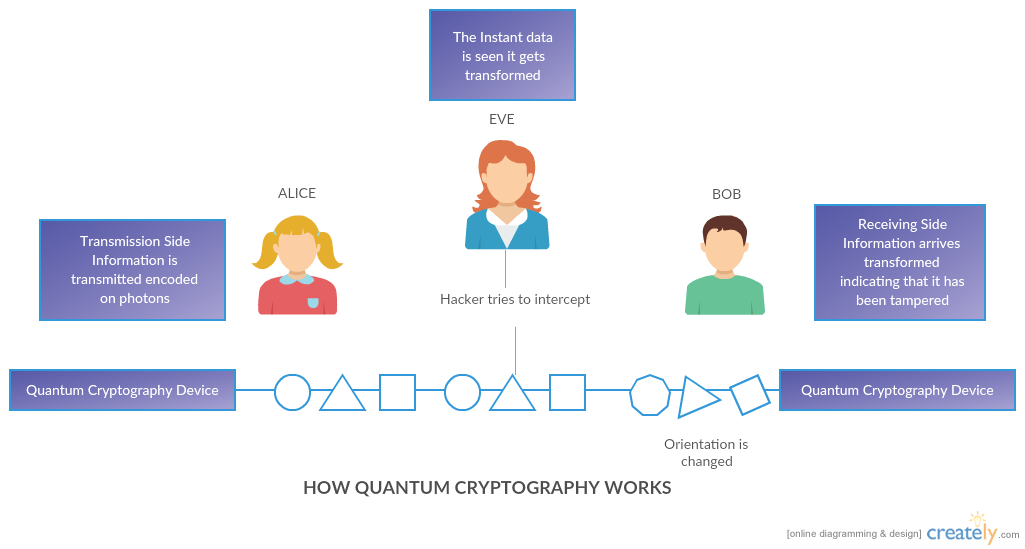 The Instant data
is seen it gets
transformed
EVE
ALICE
BOB
Transmission Side
Information is
transmitted encoded
on photons
Receiving Side
Information arrives
transformed
indicating that it has
been tampered
Hacker tries to intercept
Quantum Cryptography Device
Quantum Cryptography Device
Orientation is
changed
HOW QUANTUM CRYPTOGRAPHY WORKS
[online diagramming & design] creately.com